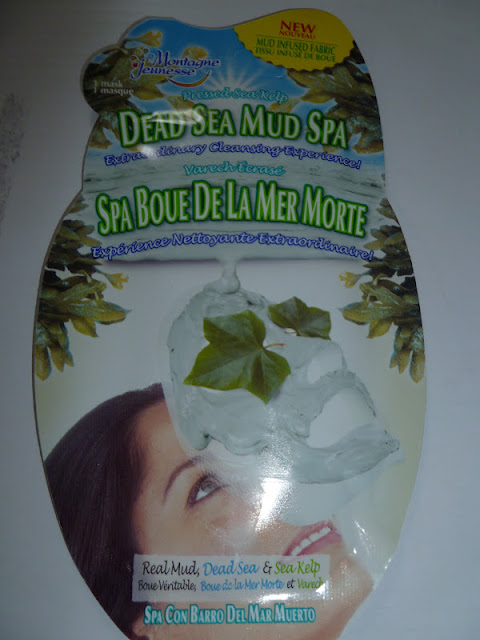 NEW
NOUVEAU
MUD INFUSED FABRIC
TISSU INFUSÉ DE BOUE
Montagne
Jeunesse
1 mask
masque
Pressed Sea Kelp
DEAD SEA MUD SPA
Extraordinary Cleansing Experience!
Varech Écrasé
SPA BOUE DE LA MER MORTE
Expérience Nettoyante Extraordinaire!
Real Mud, Dead Sea & Sea Kelp
Boue Véritable, Boue de la Mer Morte et Varech
SPA CON BARRO DEL MAR MUERTO